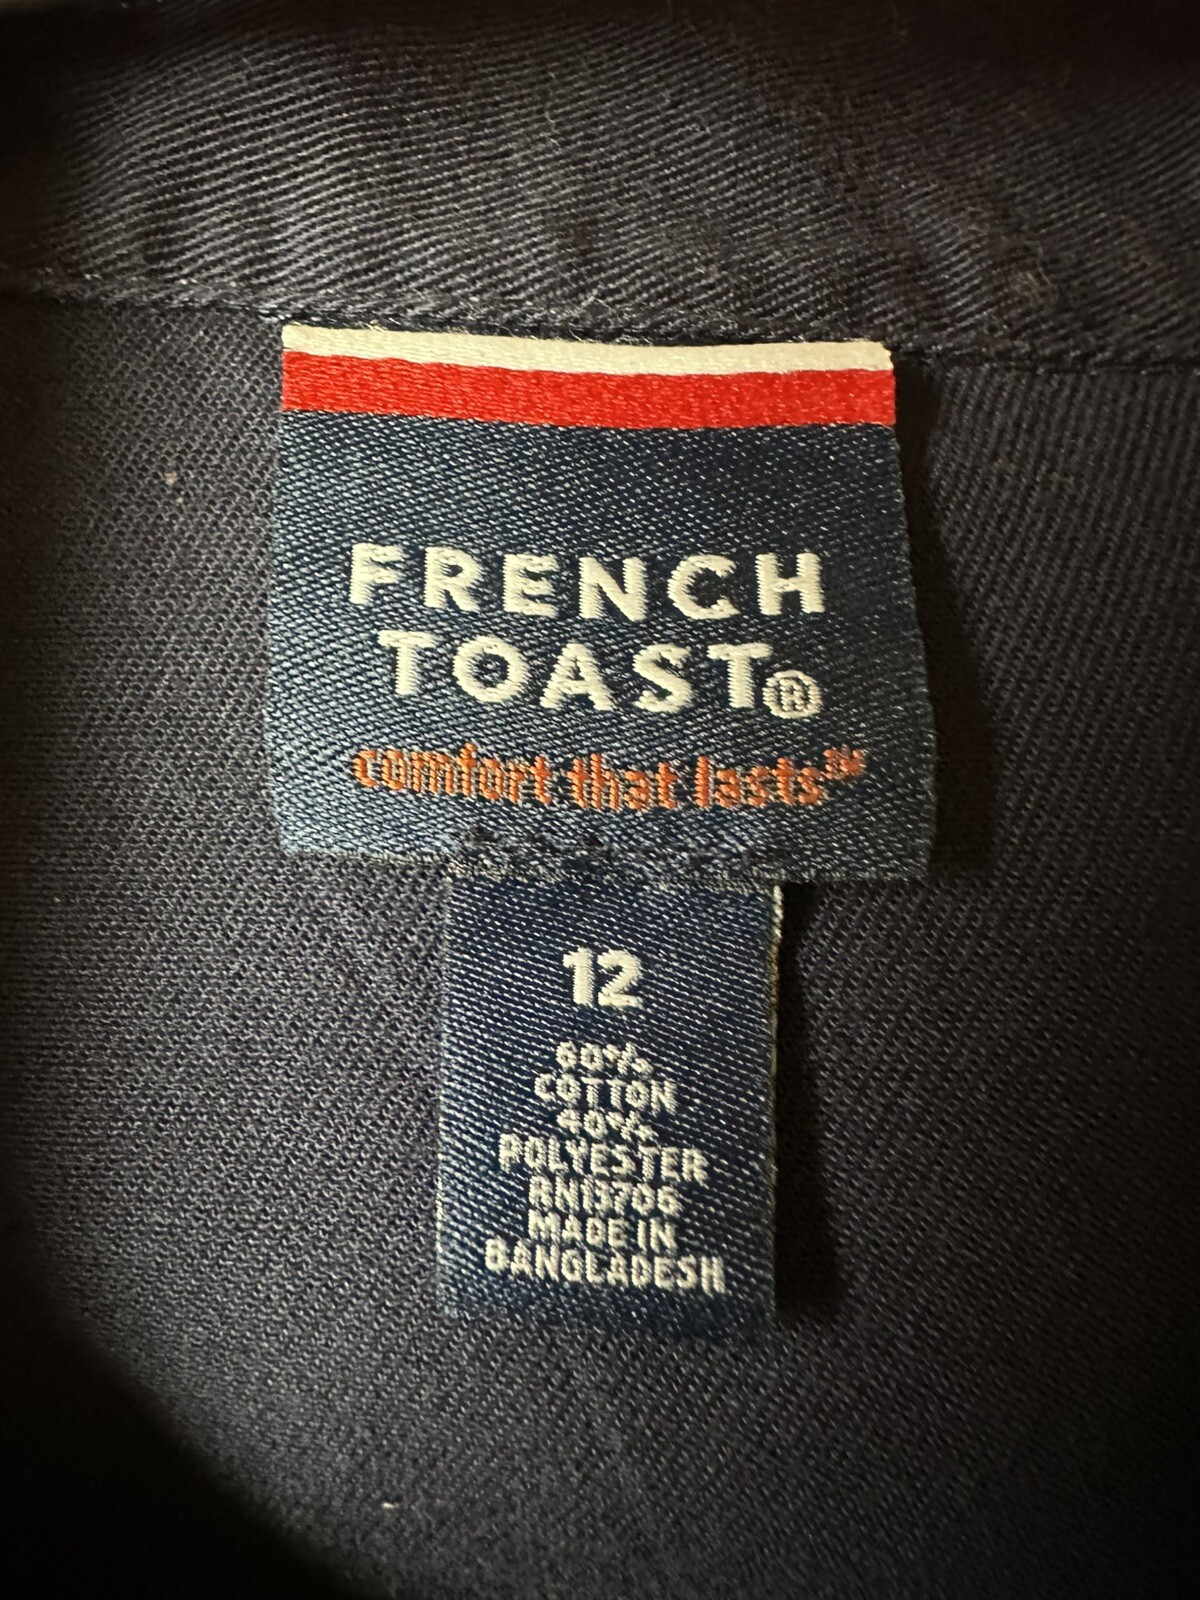 FRENCH
TOAST®
comfort that lasts™
12
60%
COTTON
40%
POLYESTER
RN13706
MADE IN
BANGLADESH